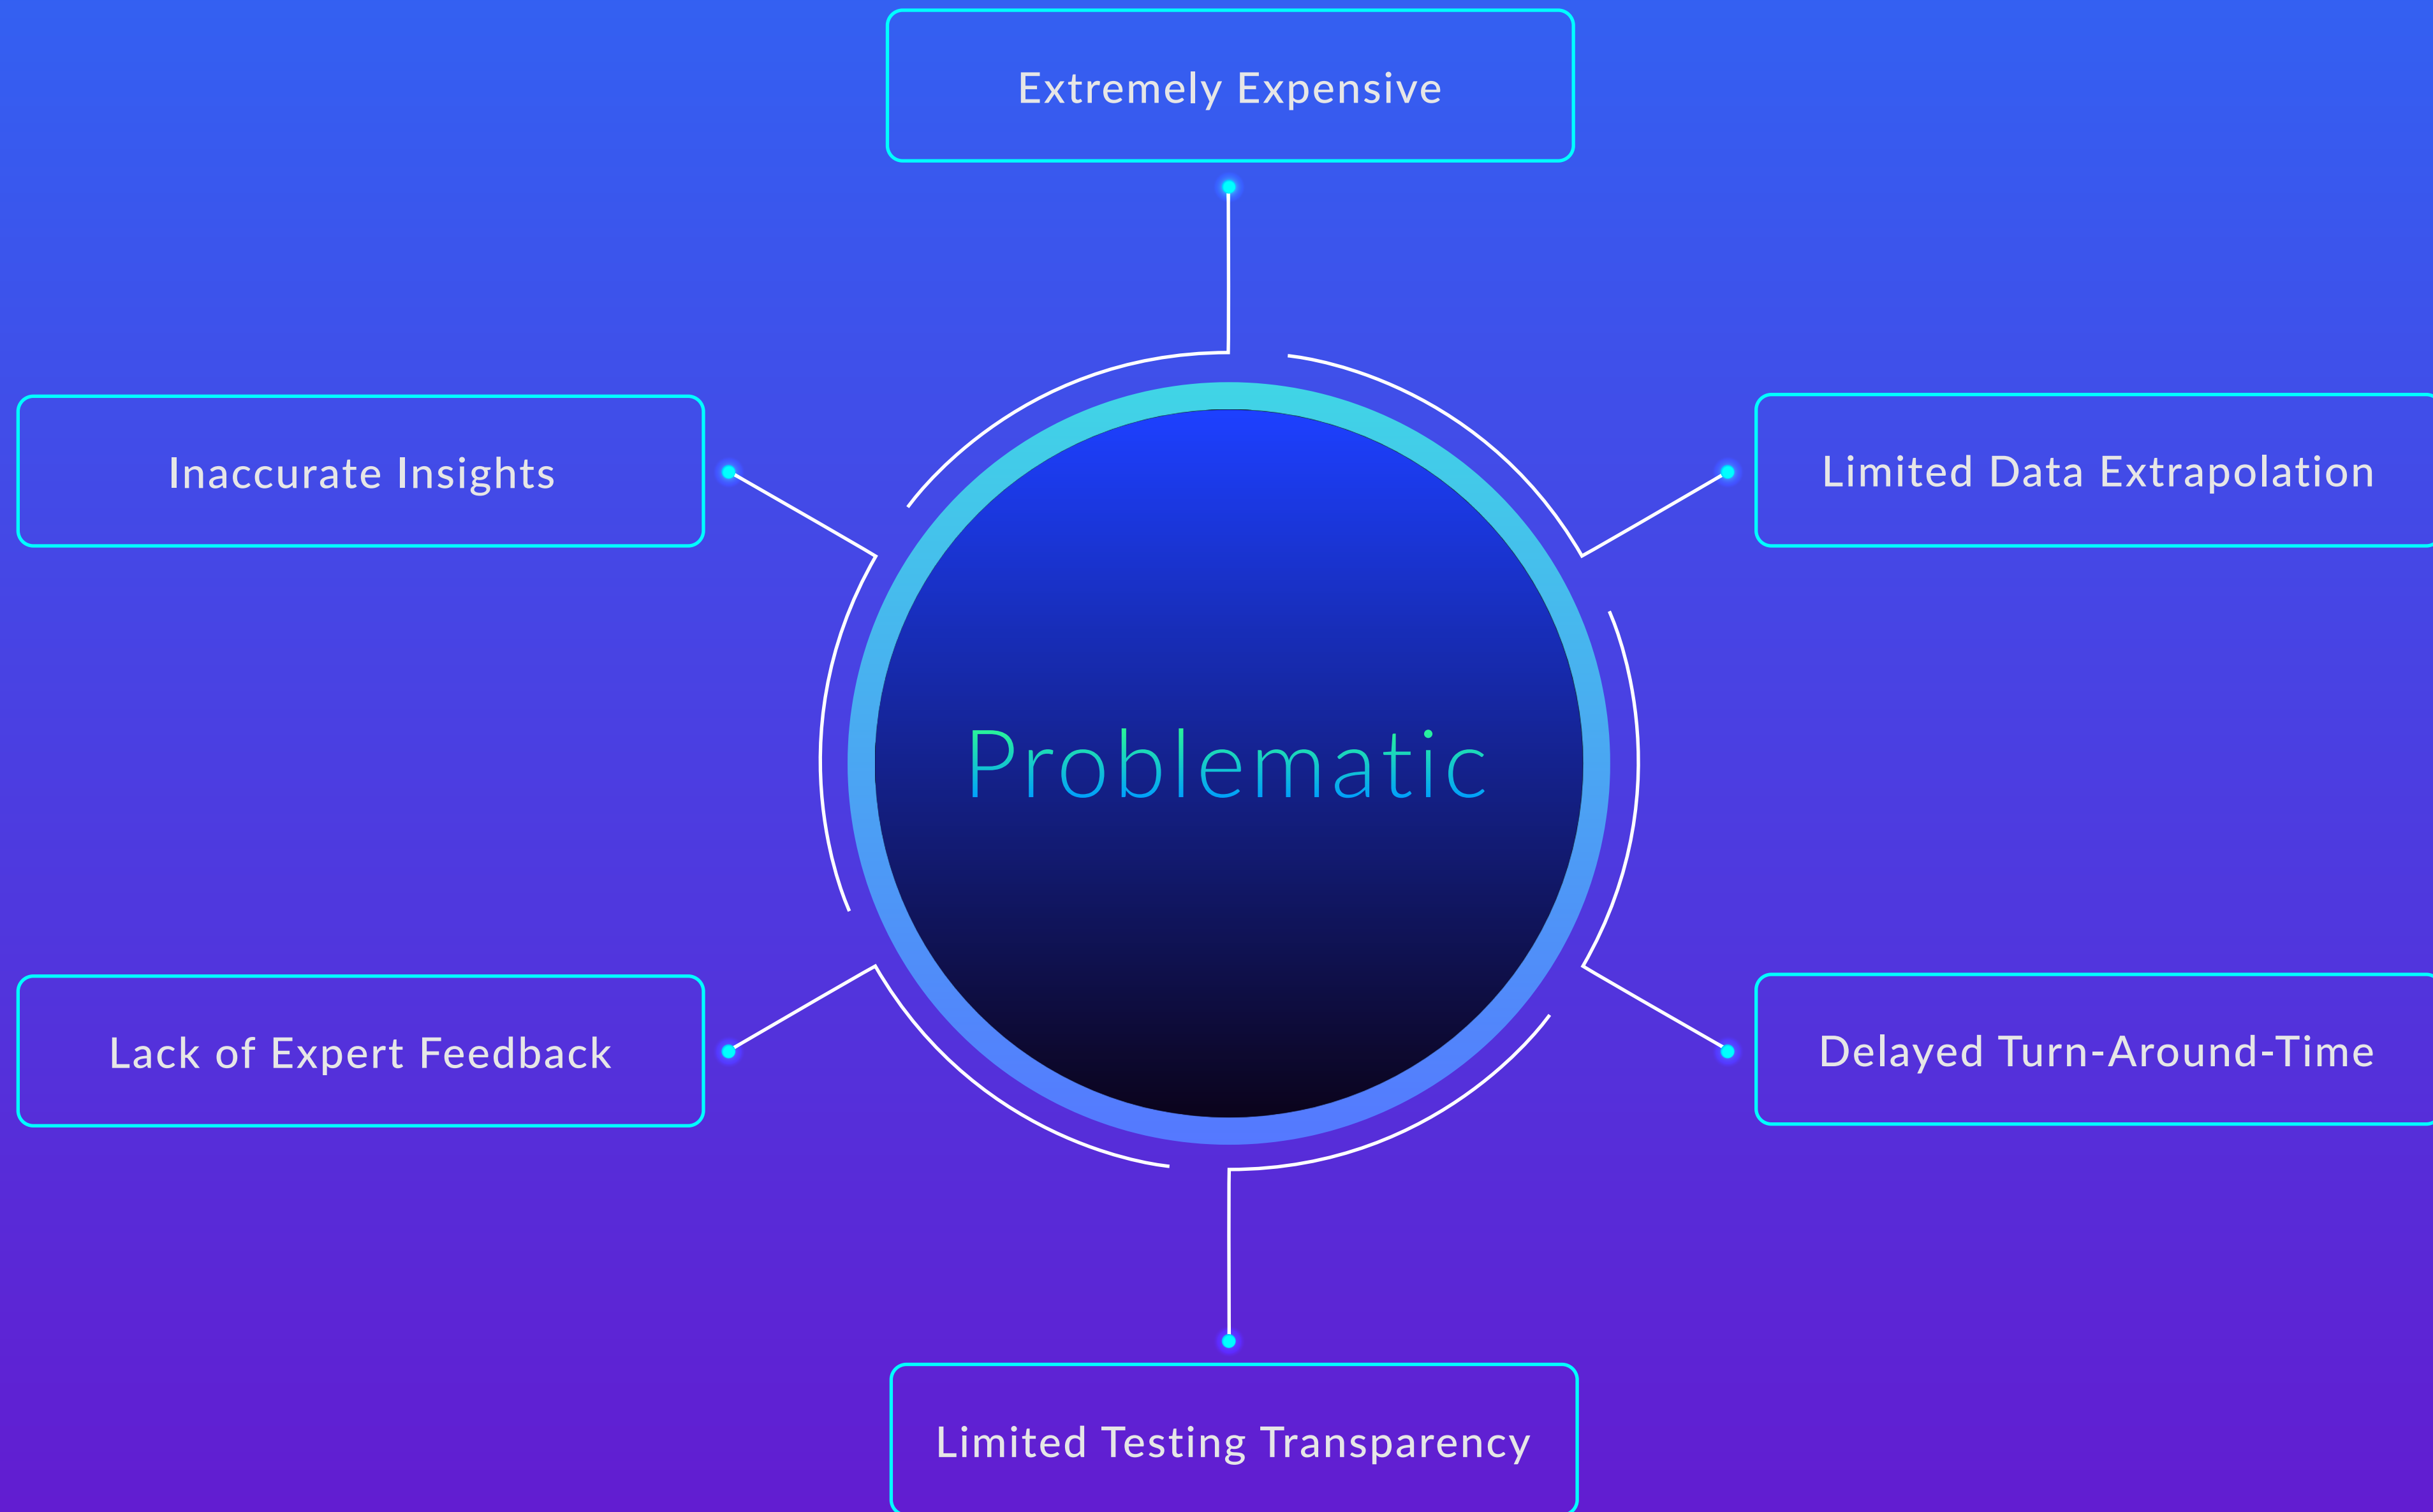 Extremely Expensive
Inaccurate Insights
Limited Data Extrapolation
Problematic
Lack of Expert Feedback
Delayed Turn-Around-Time
Limited Testing Transparency